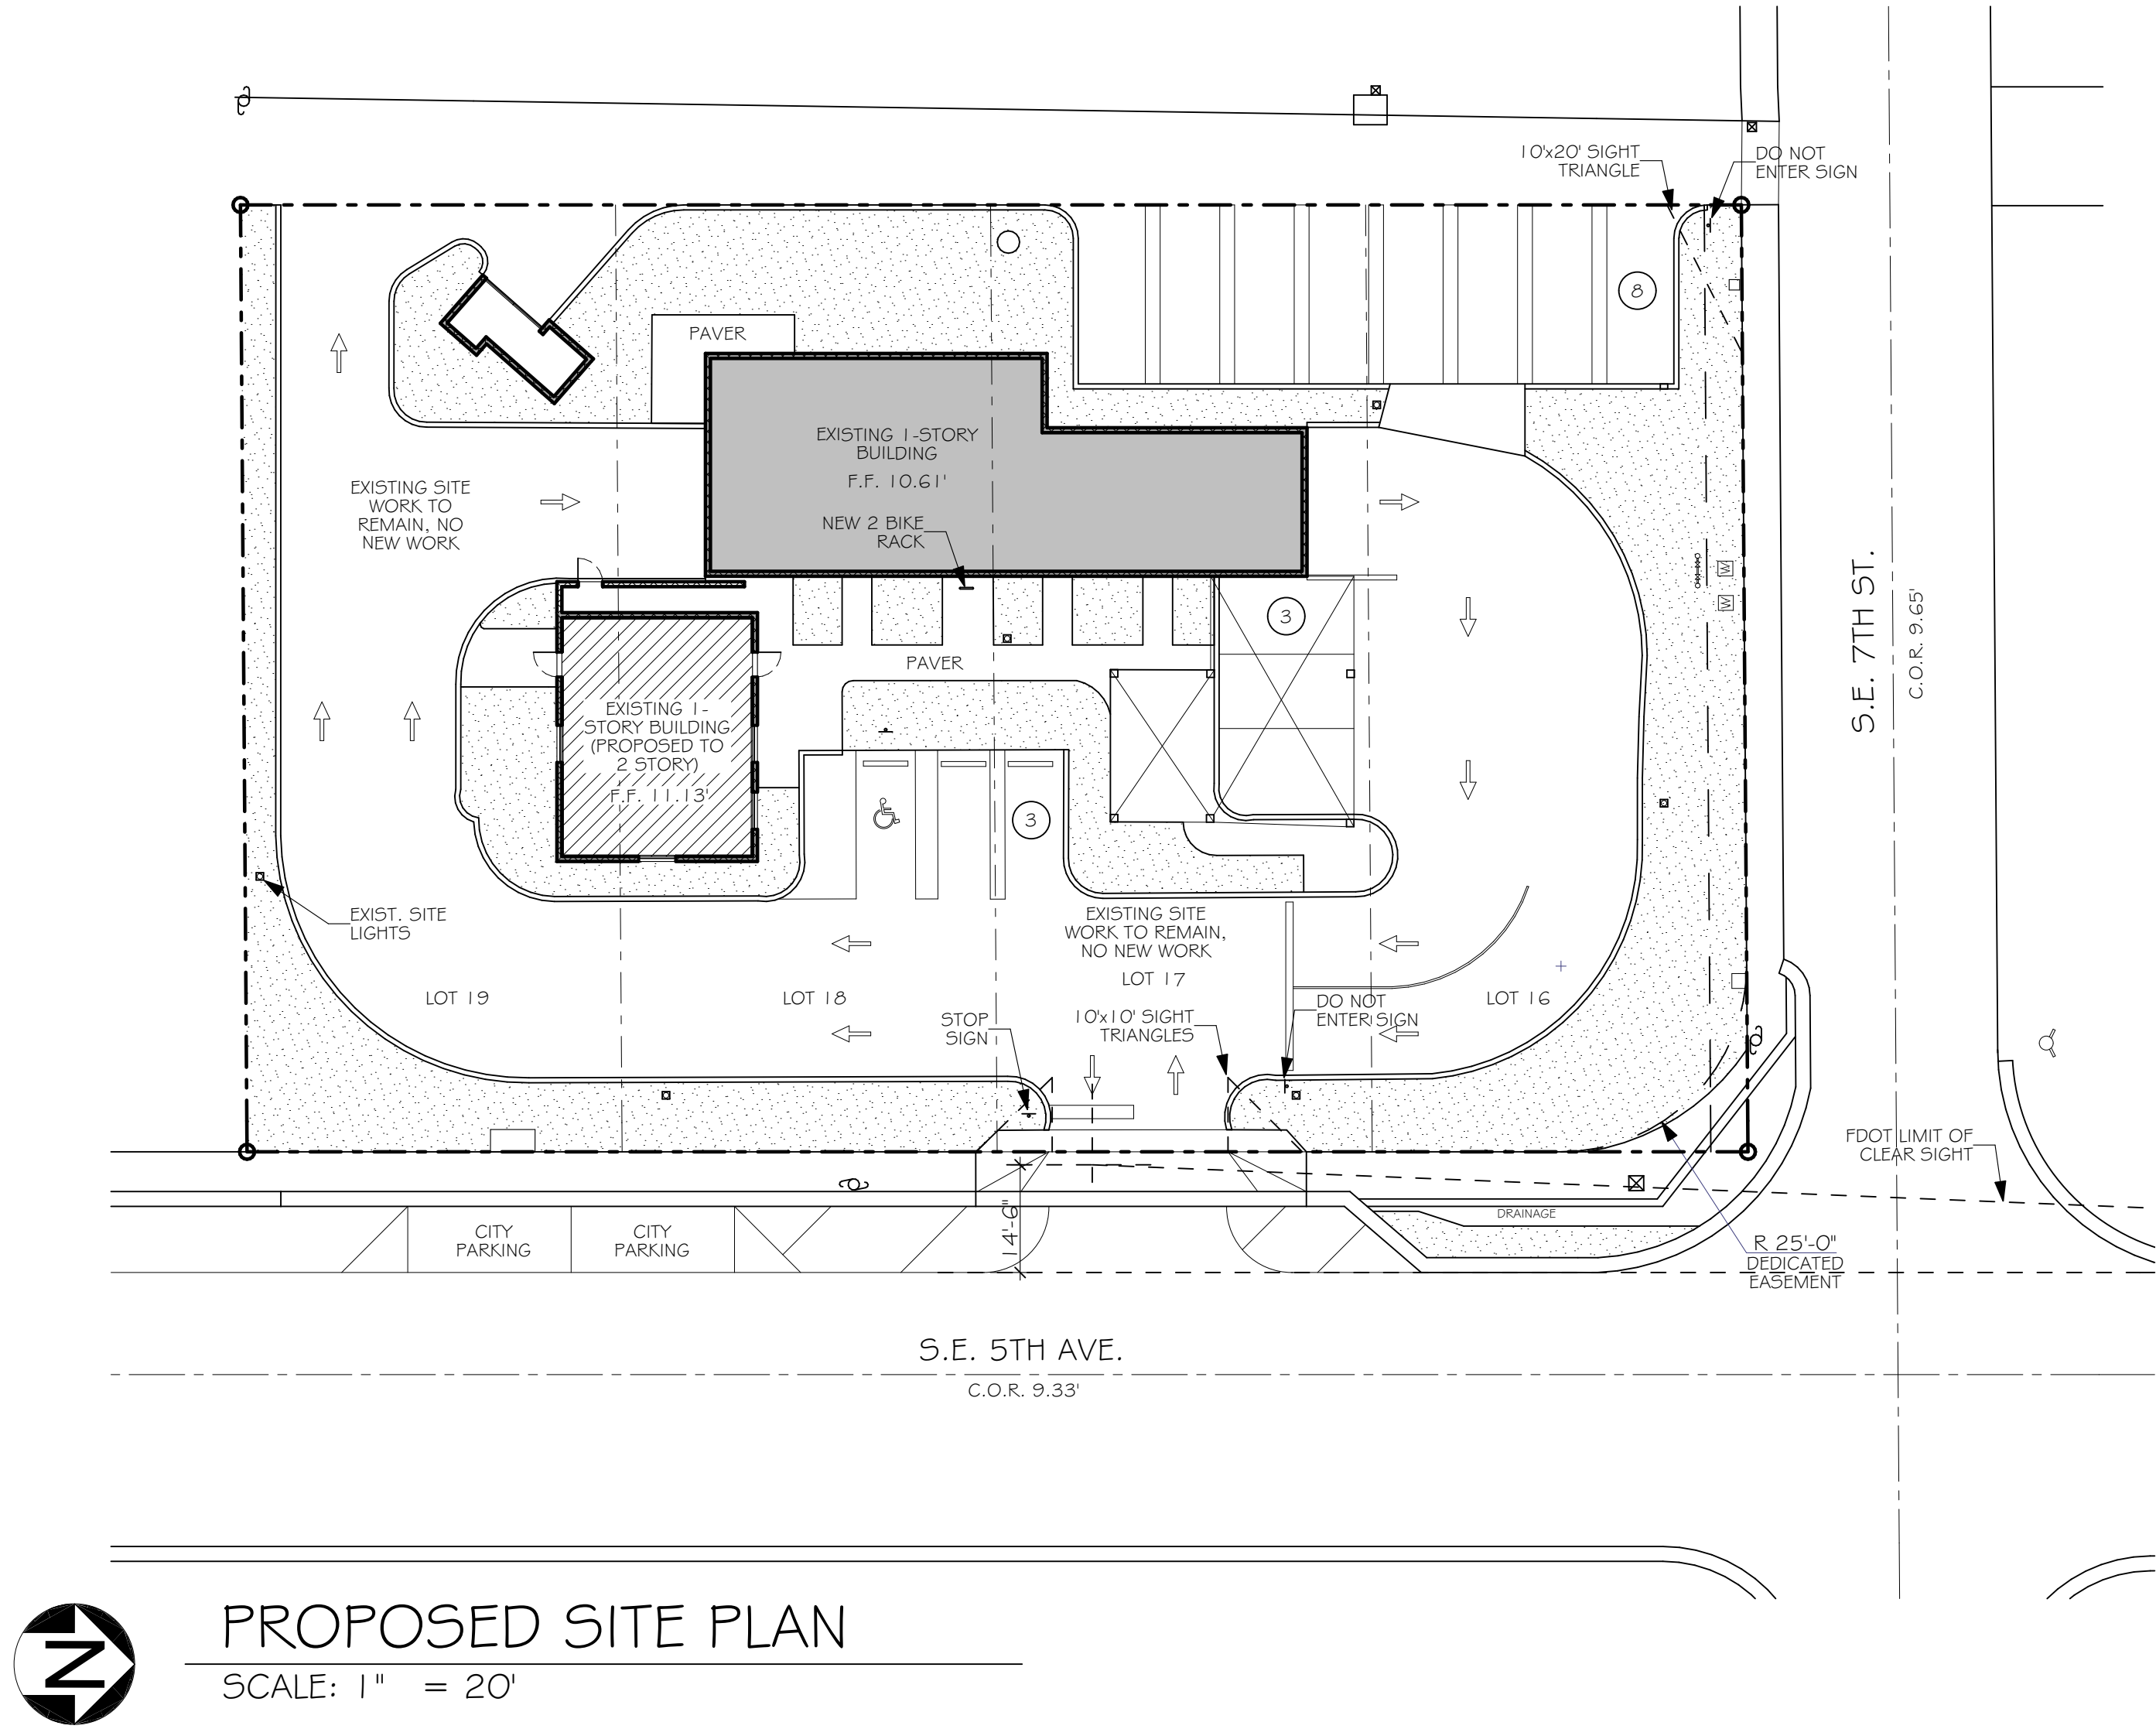 10'x20' SIGHT
TRIANGLE
DO NOT
ENTER SIGN
8
PAVER
EXISTING 1-STORY
BUILDING
F.F. 10.61'
NEW 2 BIKE
RACK
EXISTING SITE
WORK TO
REMAIN, NO
NEW WORK
3
PAVER
W
W
S.E. 7TH ST.
C.O.R. 9.65'
EXISTING 1-
STORY BUILDING
(PROPOSED TO
2 STORY)
F.F. 11.13'
3
EXIST. SITE
LIGHTS
EXISTING SITE
WORK TO REMAIN,
NO NEW WORK
LOT 19
LOT 18
LOT 17
LOT 16
STOP
SIGN
10'x10' SIGHT
TRIANGLES
DO NOT
ENTER SIGN
FDOT LIMIT OF
CLEAR SIGHT
14'-6"
CITY
PARKING
CITY
PARKING
DRAINAGE
R 25'-0"
DEDICATED
EASEMENT
S.E. 5TH AVE.
C.O.R. 9.33'
N
PROPOSED SITE PLAN
SCALE: 1" = 20'